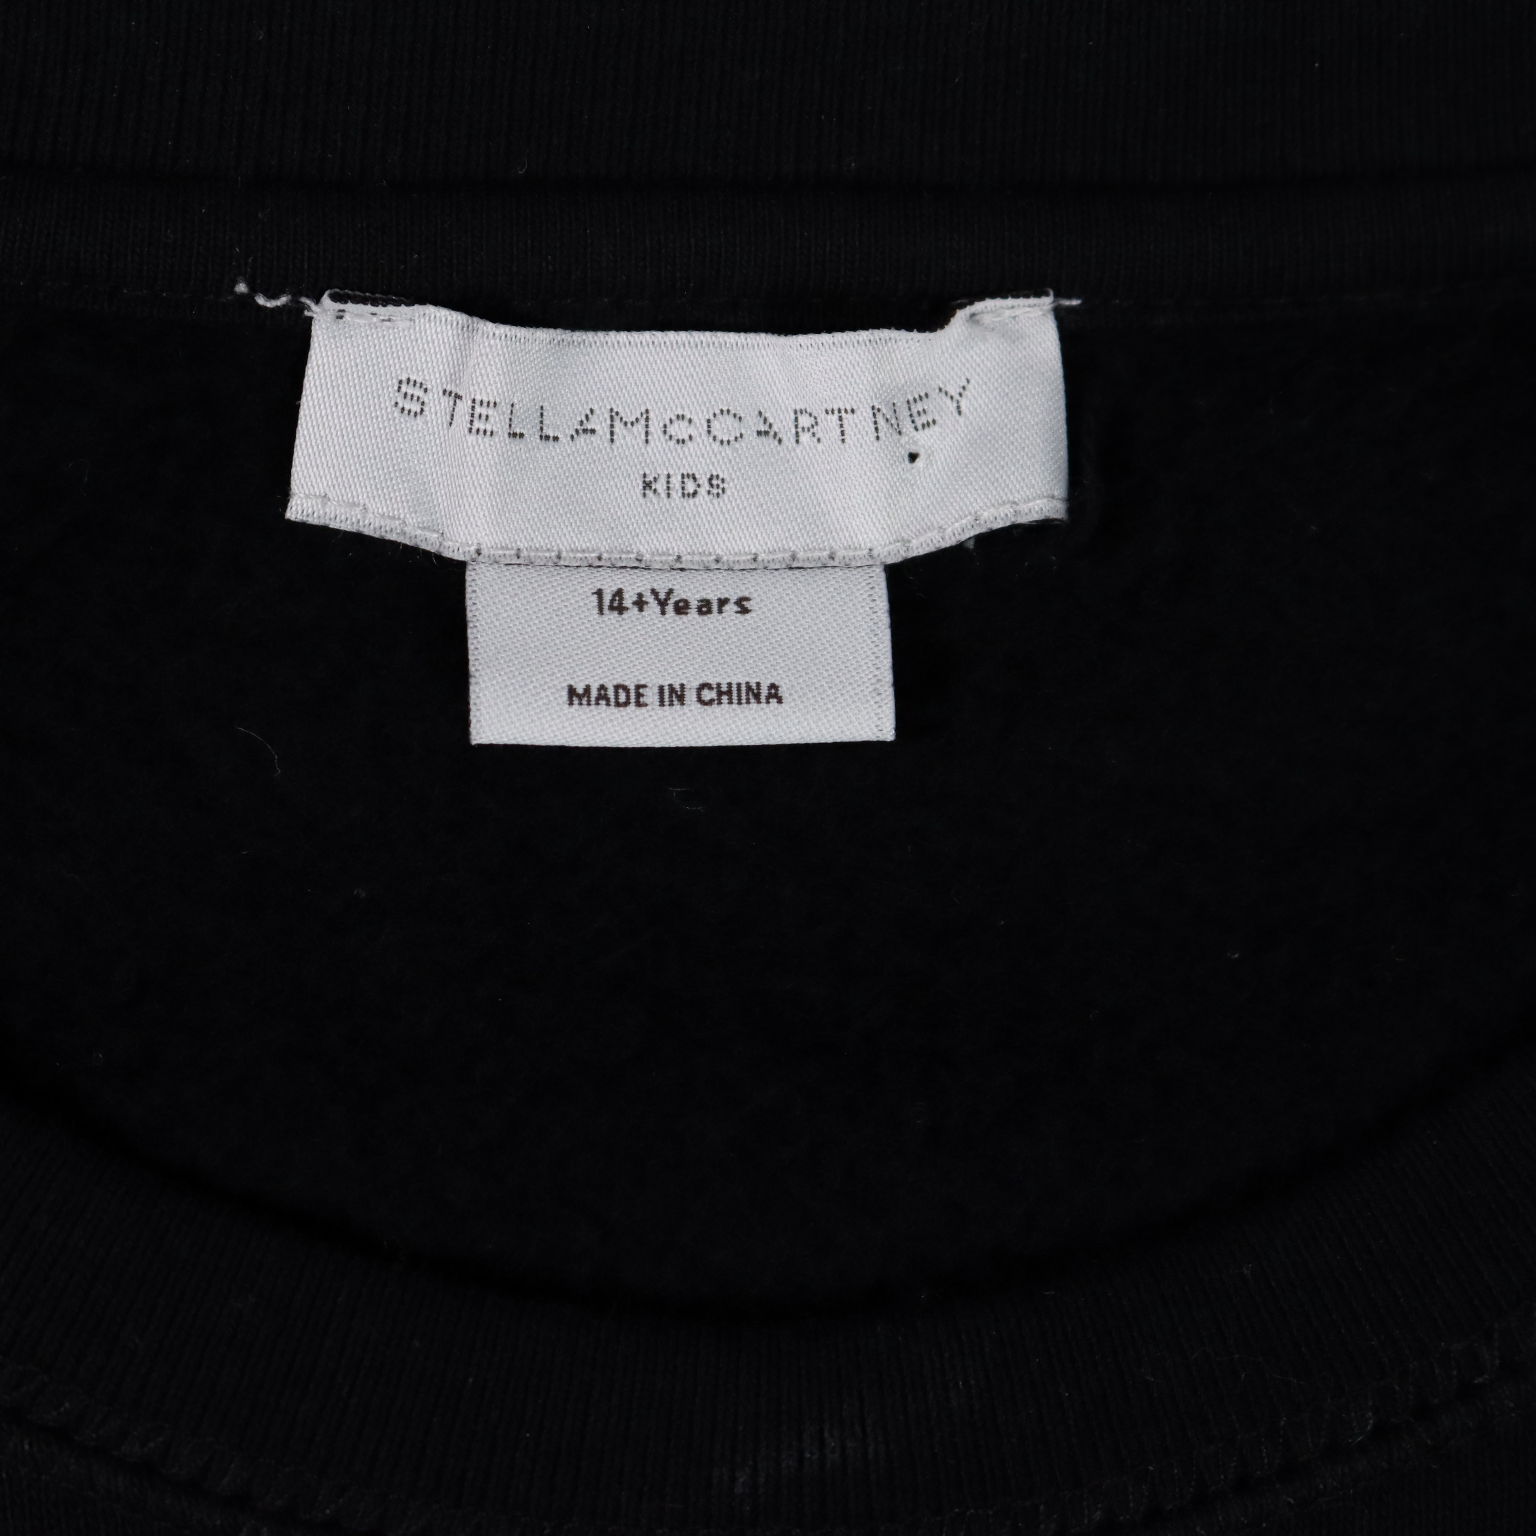 STELLAMCCARTNEY
KIDS
14+Years
MADE IN CHINA